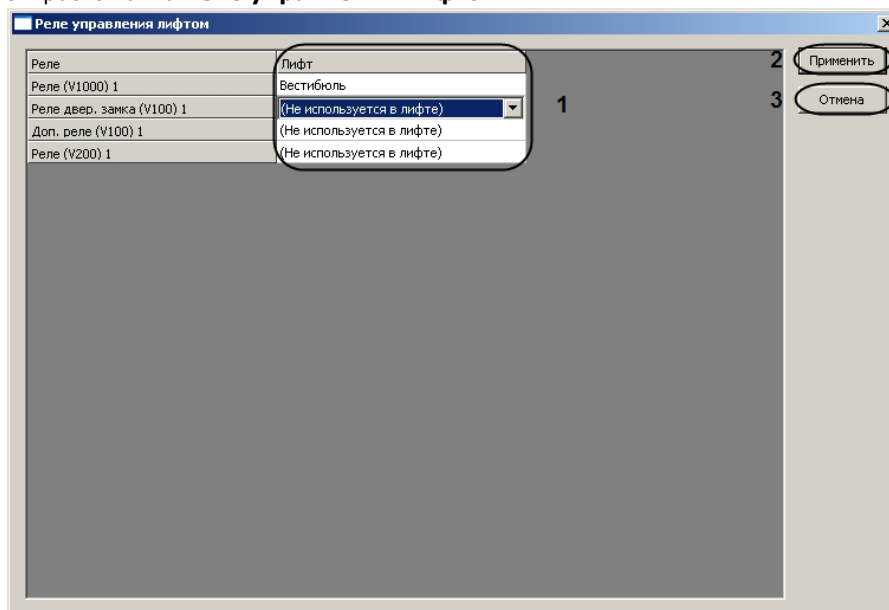 Реле управления лифтом
Реле Лифт 2 Применить
Реле (V1000) 1 Вестибюль
Реле двер. замка (V100) 1 (Не используется в лифте) 1 3 Отмена
Доп. реле (V100) 1 (Не используется в лифте)
Реле (V200) 1 (Не используется в лифте)